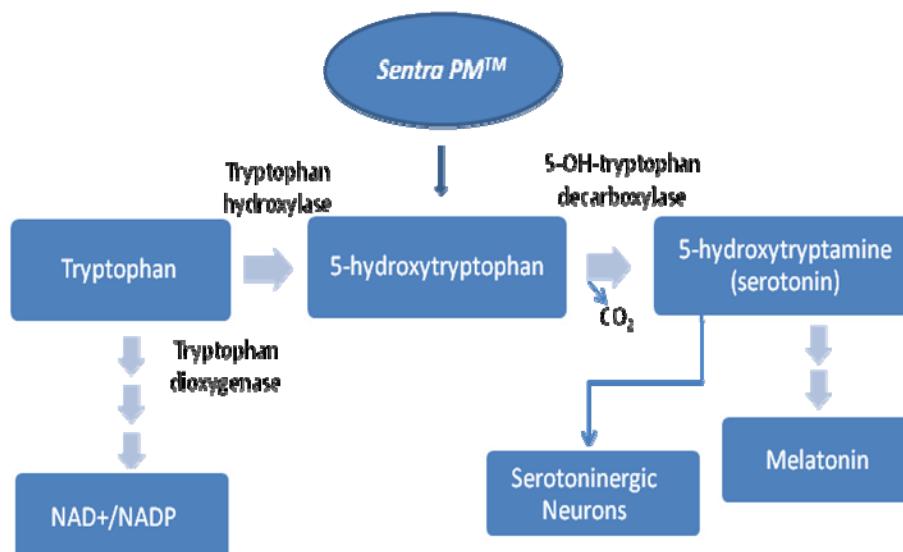 Sentra PM™
Tryptophan
hydroxylase
5-OH-tryptophan
decarboxylase
Tryptophan
5-hydroxytryptophan
5-hydroxytryptamine
(serotonin)
CO₂
Tryptophan
dioxygenase
NAD+/NADP
Serotoninergic
Neurons
Melatonin